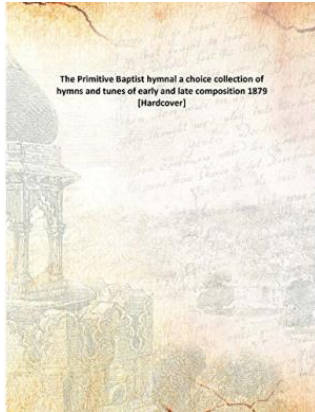 The Primitive Baptist hymnal a choice collection of
hymns and tunes of early and late composition 1879
[Hardcover]